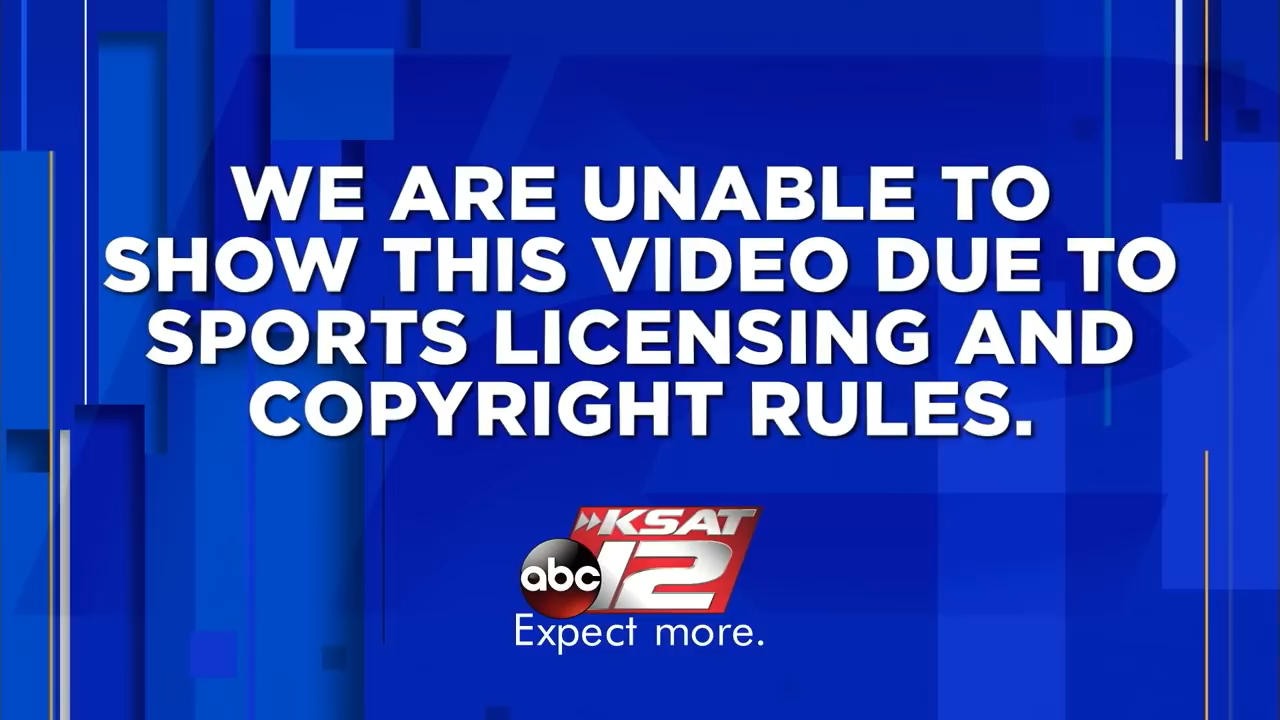 WE ARE UNABLE TO
SHOW THIS VIDEO DUE TO
SPORTS LICENSING AND
COPYRIGHT RULES.
KSAT
abc 12
Expect more.